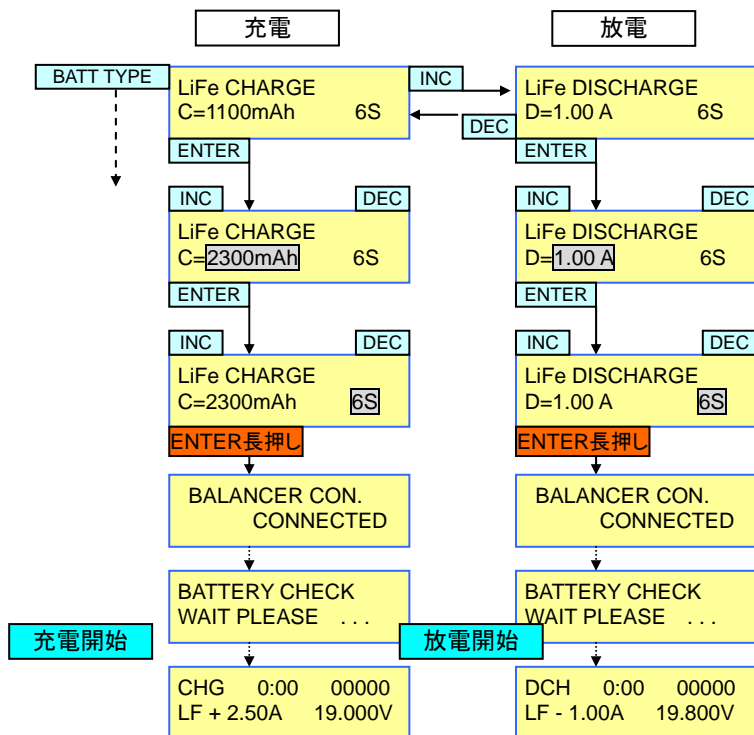 充電
放電
BATT TYPE
LiFe CHARGE
C=1100mAh 6S
INC
DEC
LiFe DISCHARGE
D=1.00 A 6S
ENTER
ENTER
INC DEC
LiFe CHARGE
C=2300mAh 6S
INC DEC
LiFe DISCHARGE
D=1.00 A 6S
ENTER
ENTER
INC DEC
LiFe CHARGE
C=2300mAh 6S
INC DEC
LiFe DISCHARGE
D=1.00 A 6S
ENTER長押し
ENTER長押し
BALANCER CON.
CONNECTED
BALANCER CON.
CONNECTED
BATTERY CHECK
WAIT PLEASE . . .
BATTERY CHECK
WAIT PLEASE . . .
充電開始
放電開始
CHG 0:00 00000
LF + 2.50A 19.000V
DCH 0:00 00000
LF - 1.00A 19.800V